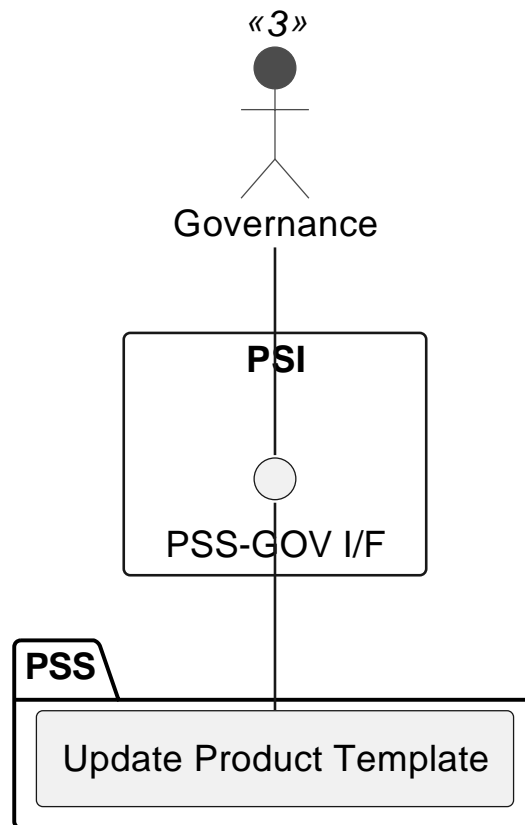 «3»
Governance
PSI
PSS-GOV I/F
PSS
Update Product Template